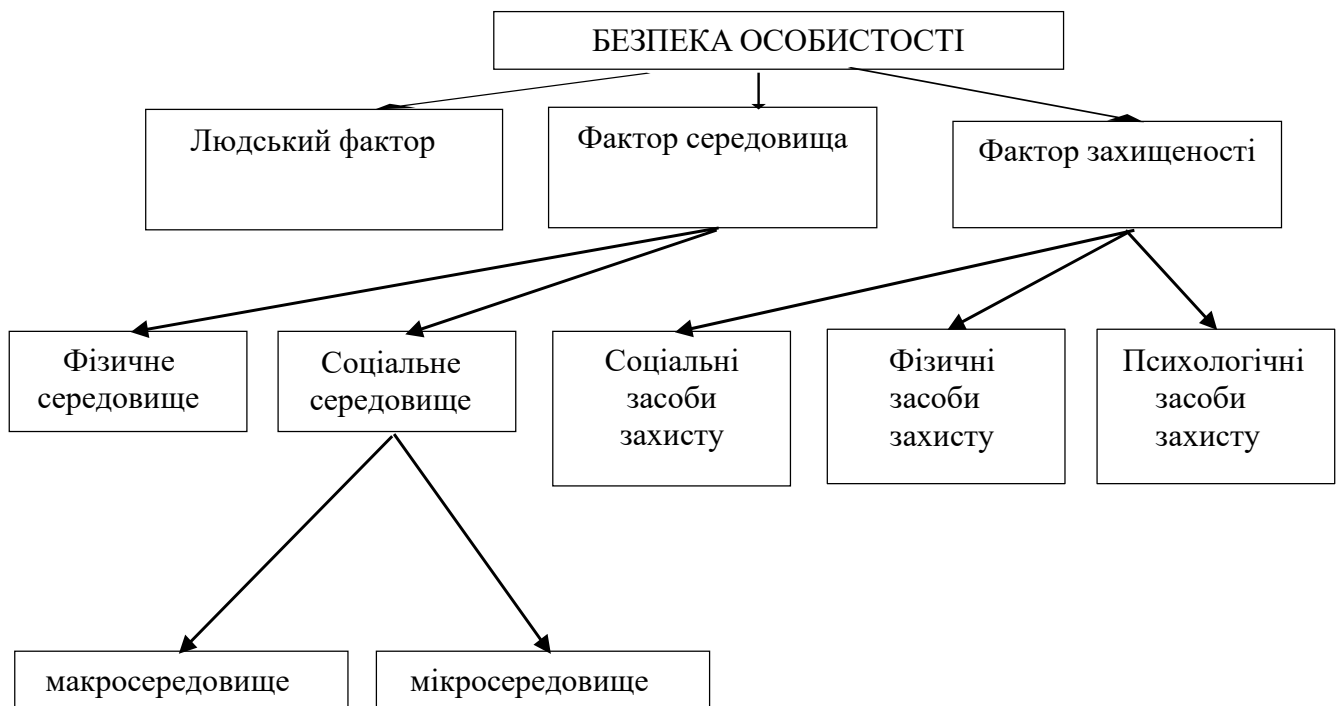 БЕЗПЕКА ОСОБИСТОСТІ
Людський фактор
Фактор середовища
Фактор захищеності
Фізичне
середовище
Соціальне
середовище
Соціальні
засоби
захисту
Фізичні
засоби
захисту
Психологічні
засоби
захисту
макросередовище
мікросередовище